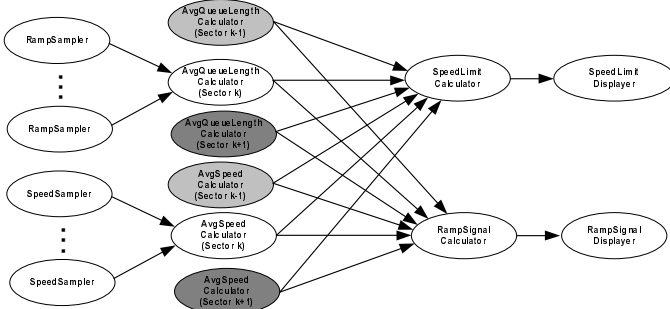 AvgQueueLength
Calculator
(Sector k-1)
RampSampler
AvgQueueLength
Calculator
(Sector k)
SpeedLimit
Calculator
SpeedLimit
Displayer
RampSampler
AvgQueueLength
Calculator
(Sector k+1)
AvgSpeed
Calculator
(Sector k-1)
SpeedSampler
AvgSpeed
Calculator
(Sector k)
RampSignal
Calculator
RampSignal
Displayer
SpeedSampler
AvgSpeed
Calculator
(Sector k+1)